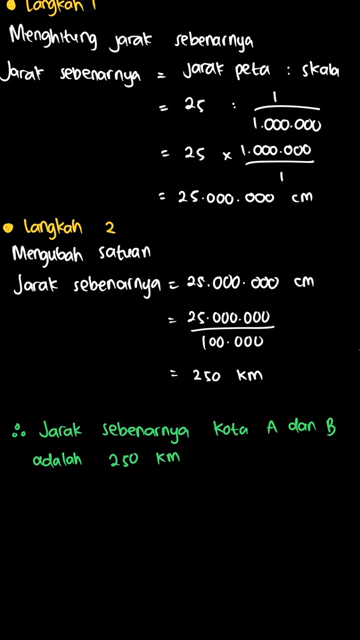 • Langkah 1
Menghitung jarak sebenarnya
Jarak sebenarnya = jarak peta : skala
= 25 : 1/1.000.000
= 25 x 1.000.000/1
= 25.000.000 cm
• Langkah 2
Mengubah satuan
Jarak sebenarnya = 25.000.000 cm
= 25.000.000/100.000
= 250 km
∴ Jarak sebenarnya kota A dan B
adalah 250 km